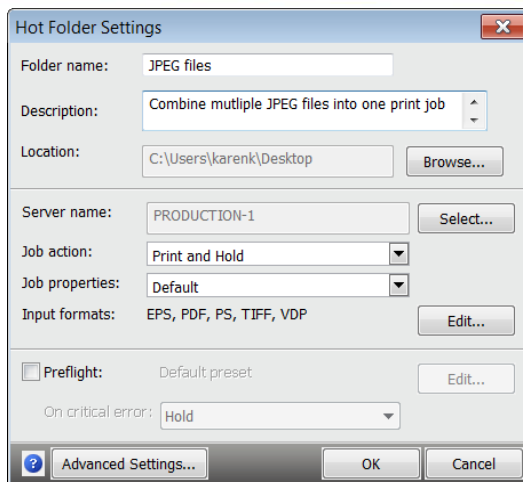 Hot Folder Settings
Folder name: JPEG files
Description: Combine mutliple JPEG files into one print job
Location: C:\Users\karenk\Desktop Browse...
Server name: PRODUCTION-1 Select...
Job action: Print and Hold
Job properties: Default
Input formats: EPS, PDF, PS, TIFF, VDP Edit...
Preflight: Default preset Edit...
On critical error: Hold
? Advanced Settings... OK Cancel